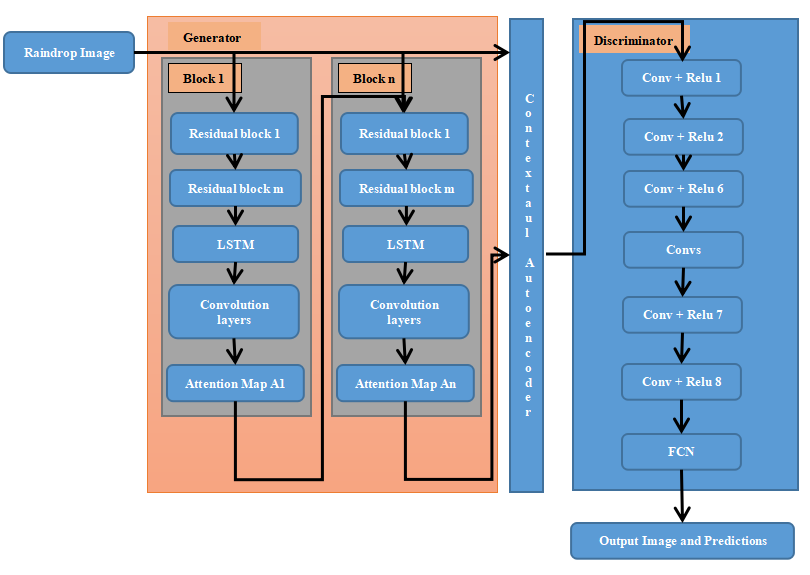 Raindrop Image
Generator
Block 1
Residual block 1
Residual block m
LSTM
Convolution
layers
Attention Map A1
Block n
Residual block 1
Residual block m
LSTM
Convolution
layers
Attention Map An
Contextaul Autoencoder
Discriminator
Conv + Relu 1
Conv + Relu 2
Conv + Relu 6
Convs
Conv + Relu 7
Conv + Relu 8
FCN
Output Image and Predictions